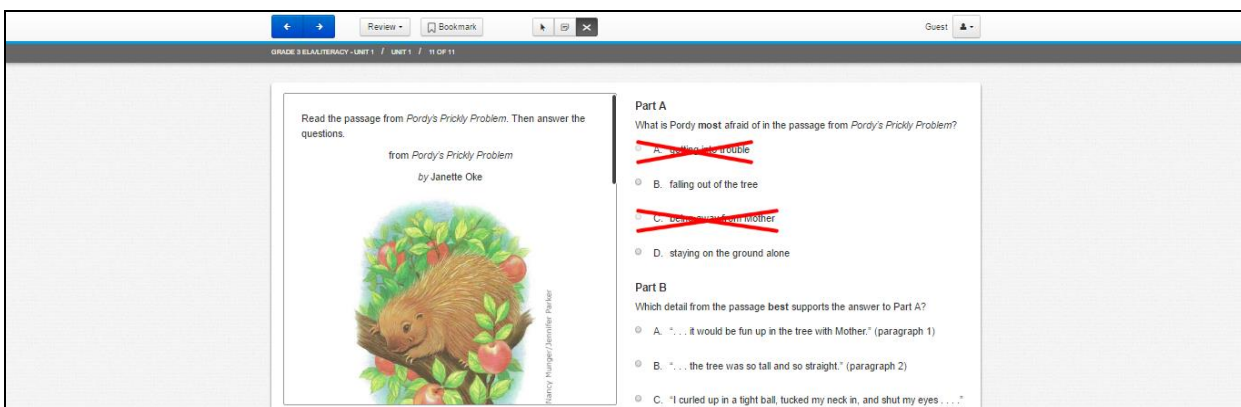 Review
Bookmark
Guest
GRADE 3 ELA/LITERACY - UNIT 1 / UNIT 1 / 11 OF 11
Read the passage from Pordy's Prickly Problem. Then answer the
questions.
from Pordy's Prickly Problem
by Janette Oke
Nancy Munger/Jennifer Parker
Part A
What is Pordy most afraid of in the passage from Pordy's Prickly Problem?
A. getting into trouble
B. falling out of the tree
C. being away from Mother
D. staying on the ground alone
Part B
Which detail from the passage best supports the answer to Part A?
A. ". . . it would be fun up in the tree with Mother." (paragraph 1)
B. ". . . the tree was so tall and so straight." (paragraph 2)
C. "I curled up in a tight ball, tucked my neck in, and shut my eyes . . . ."